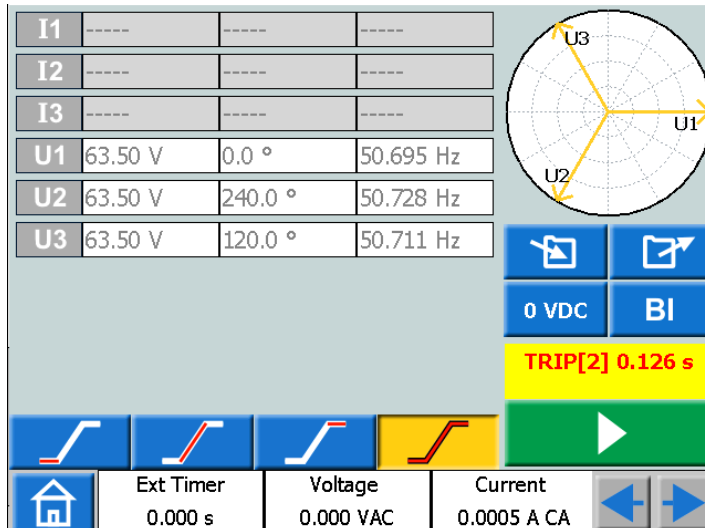 I1 ----- ----- -----
I2 ----- ----- -----
I3 ----- ----- -----
U1 63.50 V 0.0 ° 50.695 Hz
U2 63.50 V 240.0 ° 50.728 Hz
U3 63.50 V 120.0 ° 50.711 Hz
U3
U1
U2
0 VDC BI
TRIP[2] 0.126 s
Ext Timer Voltage Current
0.000 s 0.000 VAC 0.0005 A CA